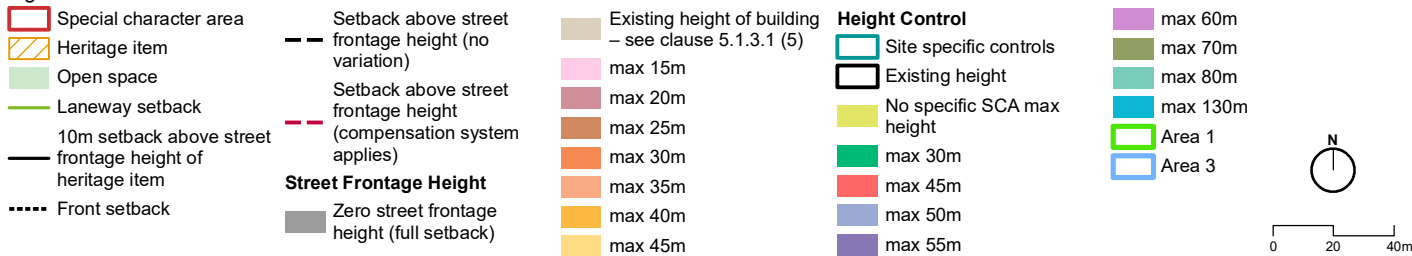 Special character area
Heritage item
Open space
Laneway setback
10m setback above street
frontage height of
heritage item
Front setback
Setback above street
frontage height (no
variation)
Setback above street
frontage height
(compensation system
applies)
Street Frontage Height
Zero street frontage
height (full setback)
Existing height of building
– see clause 5.1.3.1 (5)
max 15m
max 20m
max 25m
max 30m
max 35m
max 40m
max 45m
Height Control
Site specific controls
Existing height
No specific SCA max
height
max 30m
max 45m
max 50m
max 55m
max 60m
max 70m
max 80m
max 130m
Area 1
Area 3
N
0 20 40m